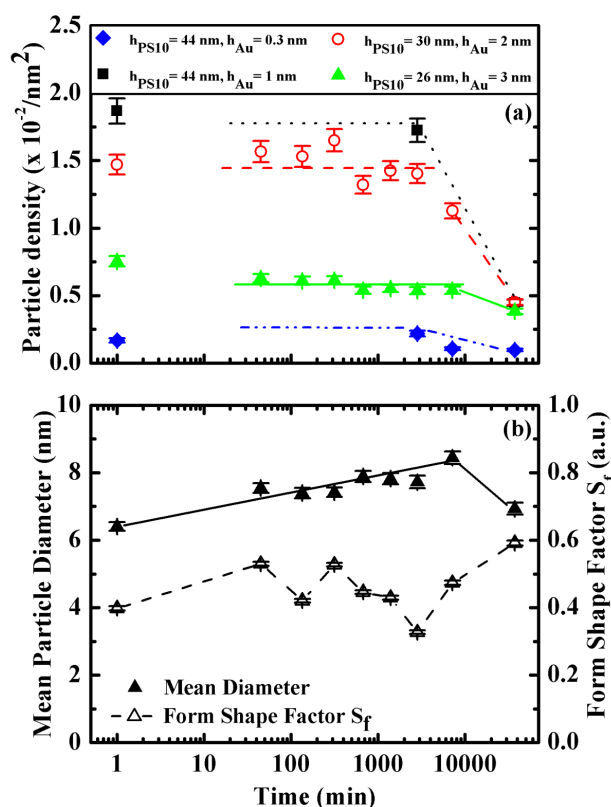 h_PS10 = 44 nm, h_Au = 0.3 nm
h_PS10 = 30 nm, h_Au = 2 nm
h_PS10 = 44 nm, h_Au = 1 nm
h_PS10 = 26 nm, h_Au = 3 nm
(a)
Particle density (x 10^-2/nm^2)
2.5
2.0
1.5
1.0
0.5
0.0
(b)
Mean Particle Diameter (nm)
10
8
6
4
2
0
Form Shape Factor S_f (a.u.)
1.0
0.8
0.6
0.4
0.2
0.0
Mean Diameter
Form Shape Factor S_f
1 10 100 1000 10000
Time (min)